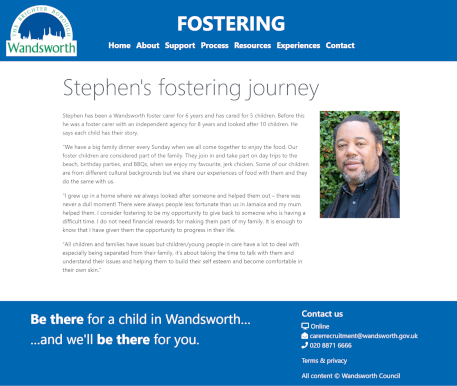 THE BRIGHTER BOROUGH
Wandsworth
FOSTERING
Home About Support Process Resources Experiences Contact
Stephen's fostering journey
Stephen has been a Wandsworth foster carer for 6 years and has cared for 5 children. Before this
he was a foster carer with an independent agency for 8 years and looked after 10 children. He
says each child has their story.
"We have a big family dinner every Sunday when we all come together to enjoy the food. Our
foster children are considered part of the family. They join in and take part on day trips to the
beach, birthday parties, and BBQs, when we enjoy my favourite, jerk chicken. Some of our children
are from different cultural backgrounds but we share our experiences of food with them and they
do the same with us.
"I grew up in a home where we always looked after someone and helped them out – there was
never a dull moment! There were always people less fortunate than us in Jamaica and my mum
helped them. I consider fostering to be my opportunity to give back to someone who is having a
difficult time. I do not need financial rewards for making them part of my family. It is enough to
know that I have given them the opportunity to progress in their life.
"All children and families have issues but children/young people in care have a lot to deal with
especially being separated from their family, it's about taking the time to talk with them and
understand their issues and helping them to build their self esteem and become comfortable in
their own skin."
Be there for a child in Wandsworth...
...and we'll be there for you.
Contact us
Online
carerrecruitment@wandsworth.gov.uk
020 8871 6666
Terms & privacy
All content © Wandsworth Council